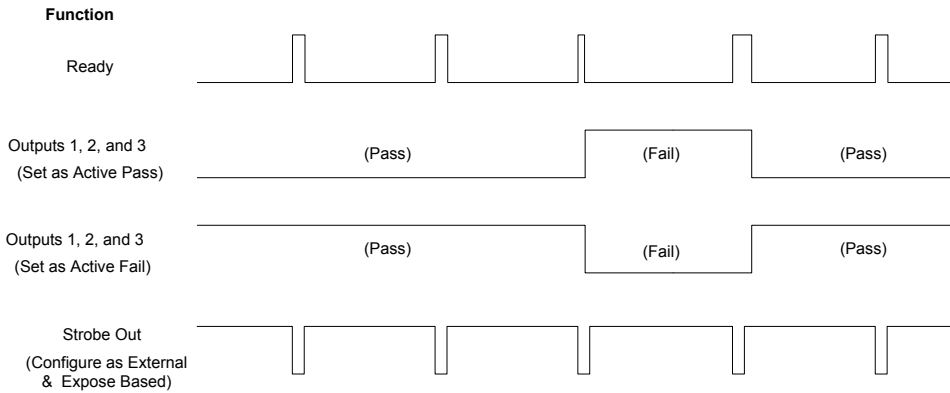 Function
Ready
Outputs 1, 2, and 3
(Set as Active Pass)
(Pass)
(Fail)
(Pass)
Outputs 1, 2, and 3
(Set as Active Fail)
(Pass)
(Fail)
(Pass)
Strobe Out
(Configure as External
& Expose Based)